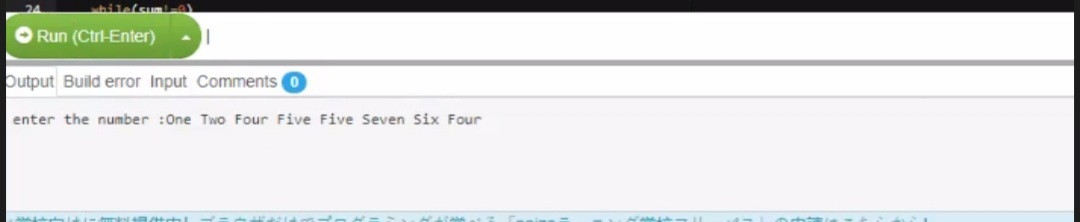 24 while(sum!=0)
Run (Ctrl-Enter)
Output Build error Input Comments 0
enter the number :One Two Four Five Five Seven Six Four